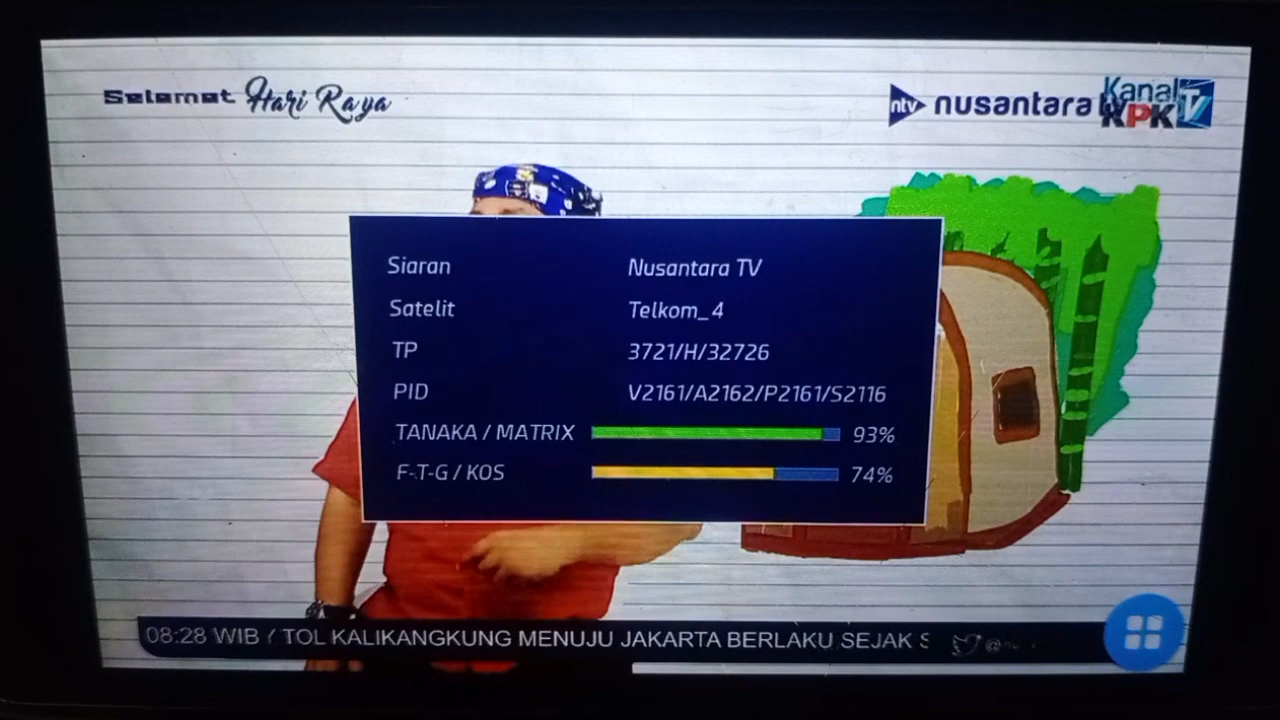 Selamat Hari Raya
ntv nusantara tv
Kanal KPK TV
Siaran Nusantara TV
Satelit Telkom_4
TP 3721/H/32726
PID V2161/A2162/P2161/S2116
TANAKA / MATRIX 93%
F-T-G / KOS 74%
08:28 WIB / TOL KALIKANGKUNG MENUJU JAKARTA BERLAKU SEJAK S